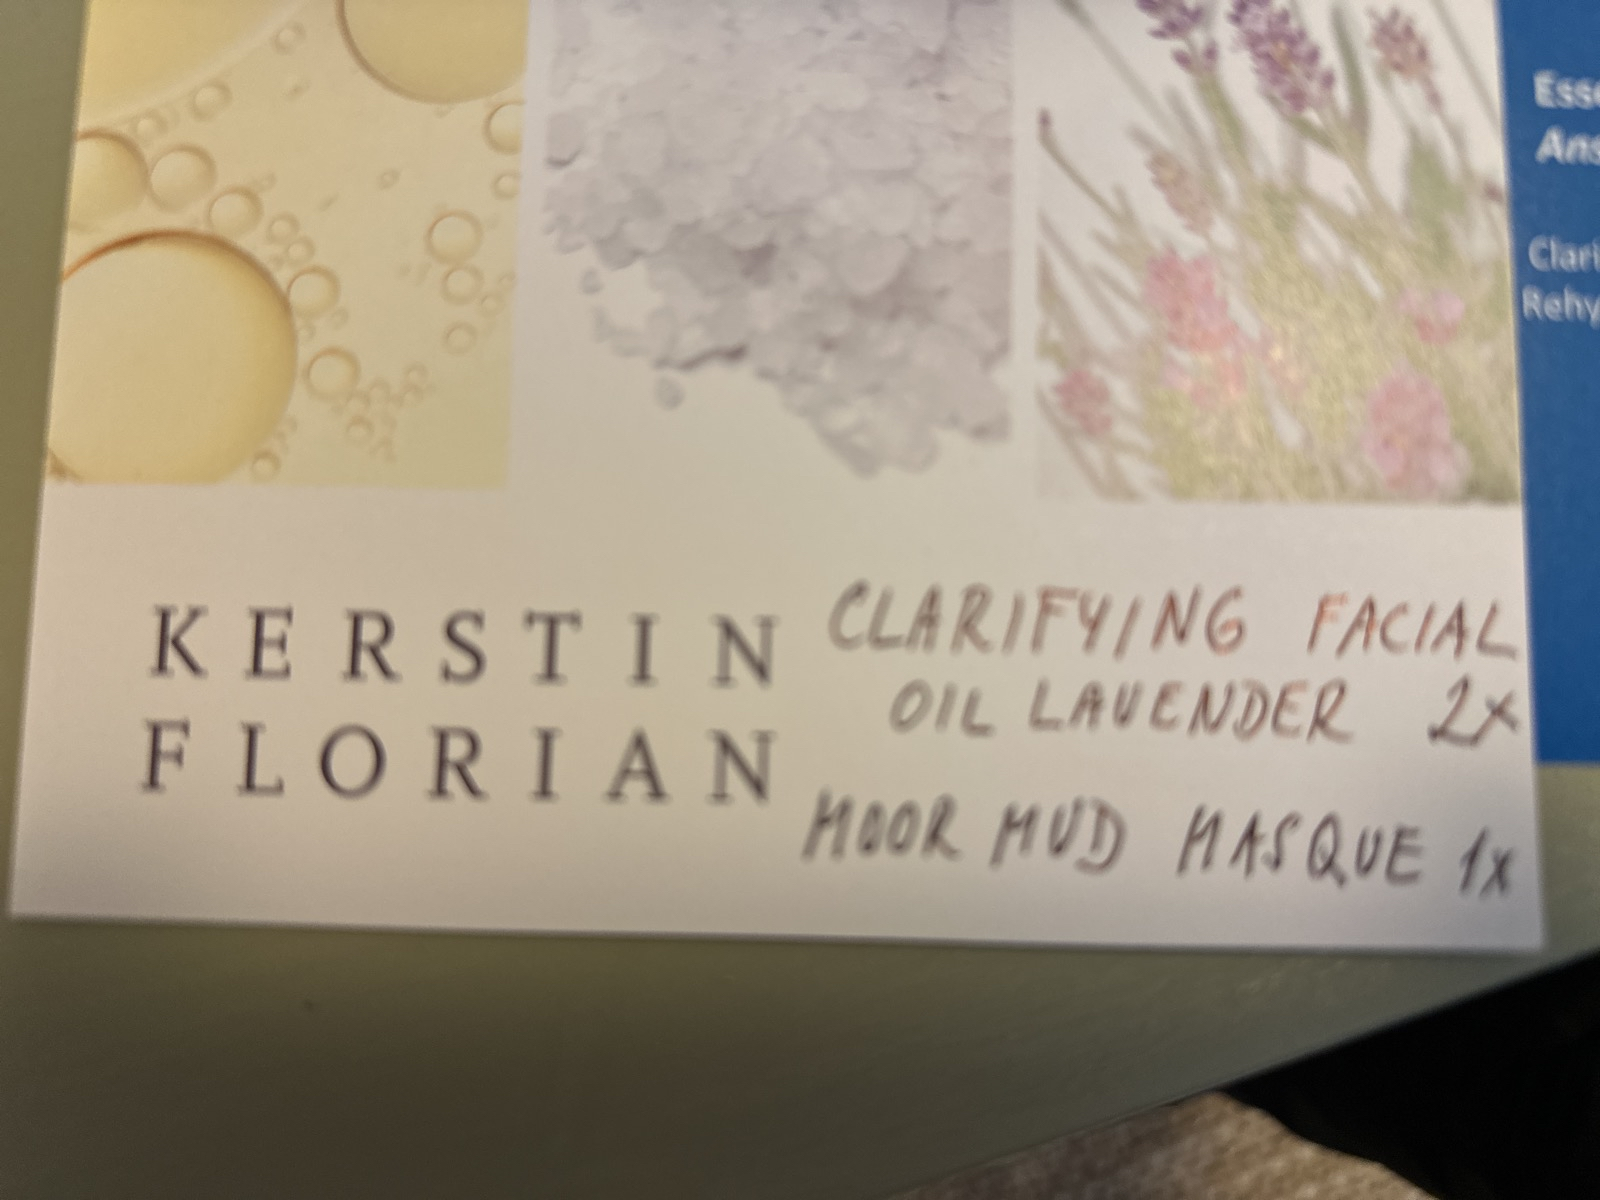 KERSTIN
FLORIAN
CLARIFYING FACIAL
OIL LAVENDER 2x
MOOR MUD MASQUE 1x